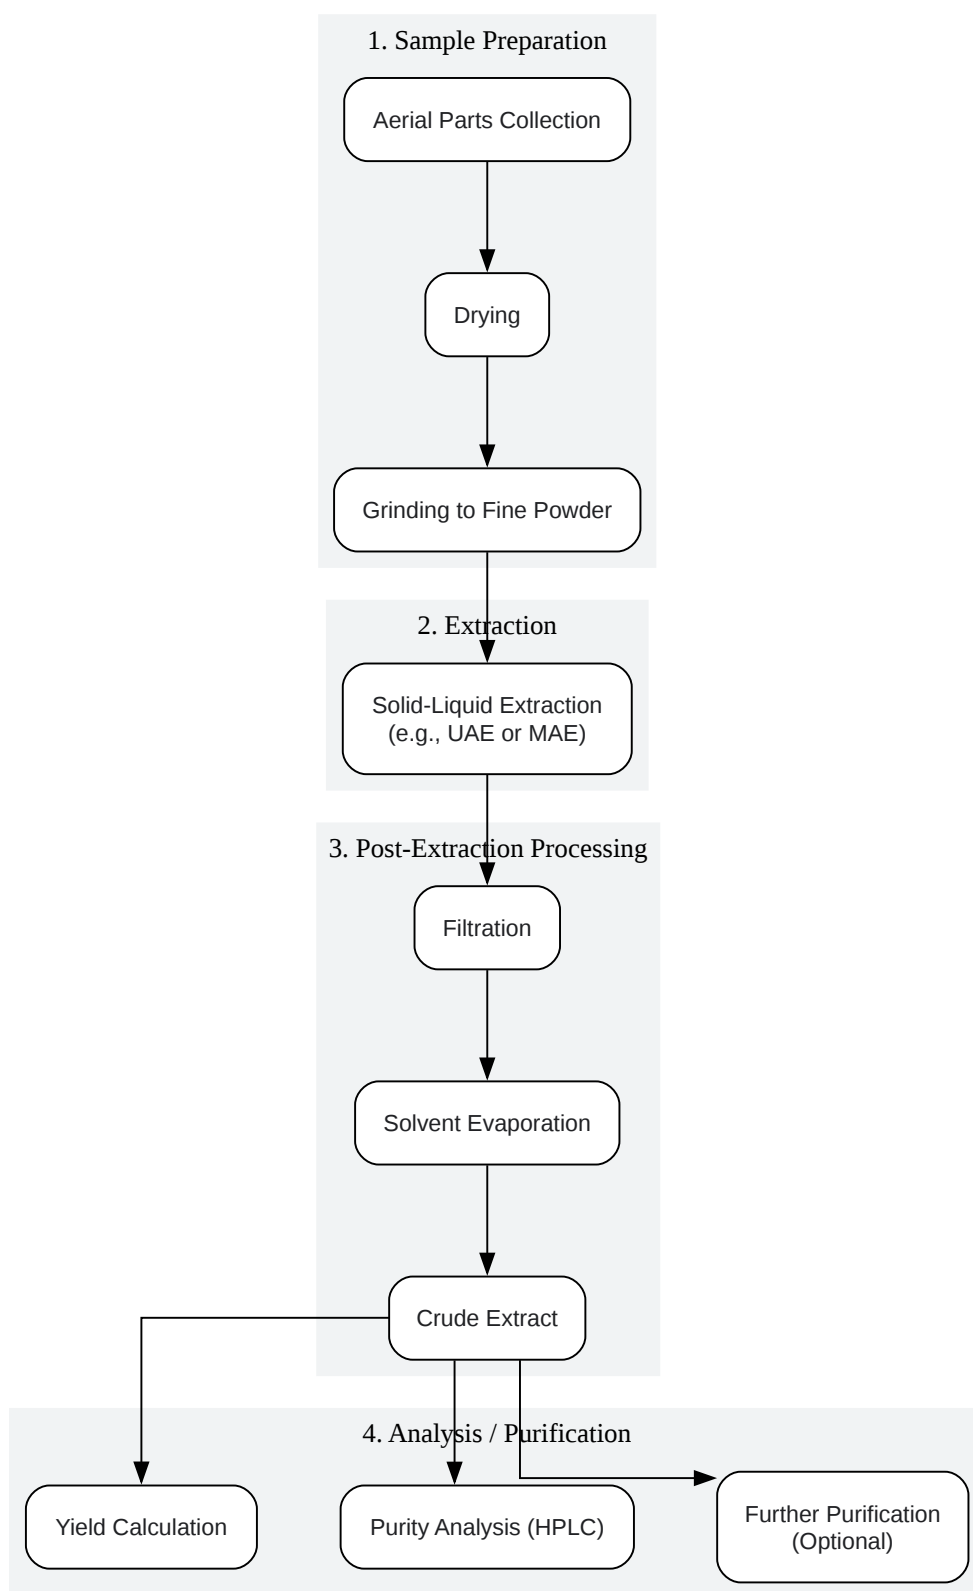 1. Sample Preparation
Aerial Parts Collection
Drying
Grinding to Fine Powder
2. Extraction
Solid-Liquid Extraction
(e.g., UAE or MAE)
3. Post-Extraction Processing
Filtration
Solvent Evaporation
Crude Extract
4. Analysis / Purification
Yield Calculation
Purity Analysis (HPLC)
Further Purification
(Optional)